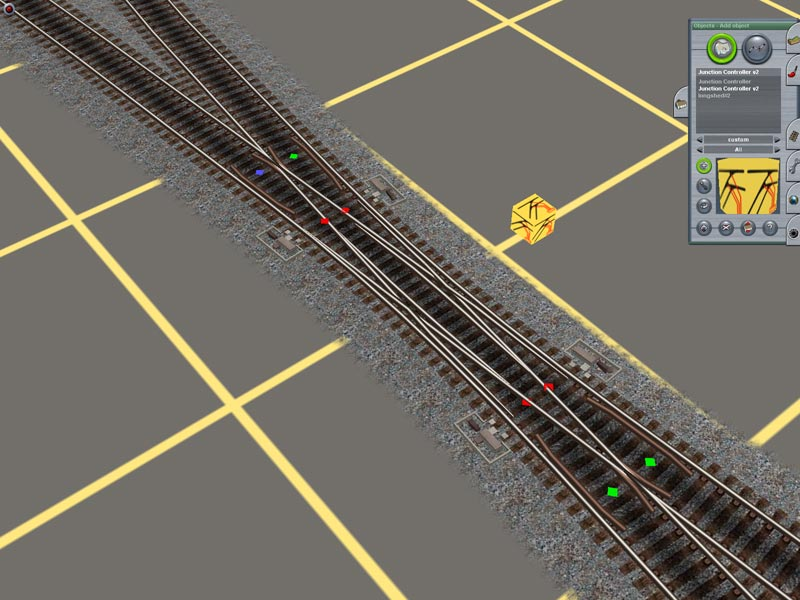 Objects - Add object
Junction Controller v2
Junction Controller
Junction Controller v2
custom
All